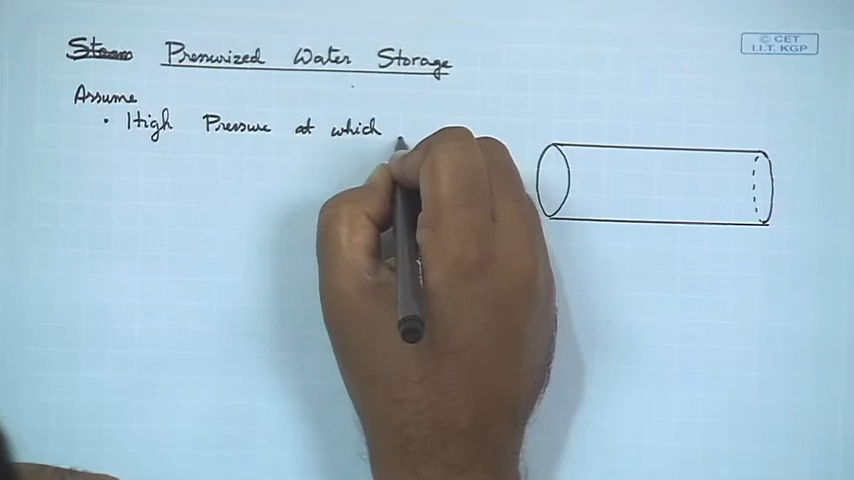 Steam Pressurized Water Storage
© CET
I.I.T. KGP
Assume
• High Pressure at which